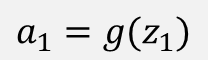 a₁ = g(z₁)